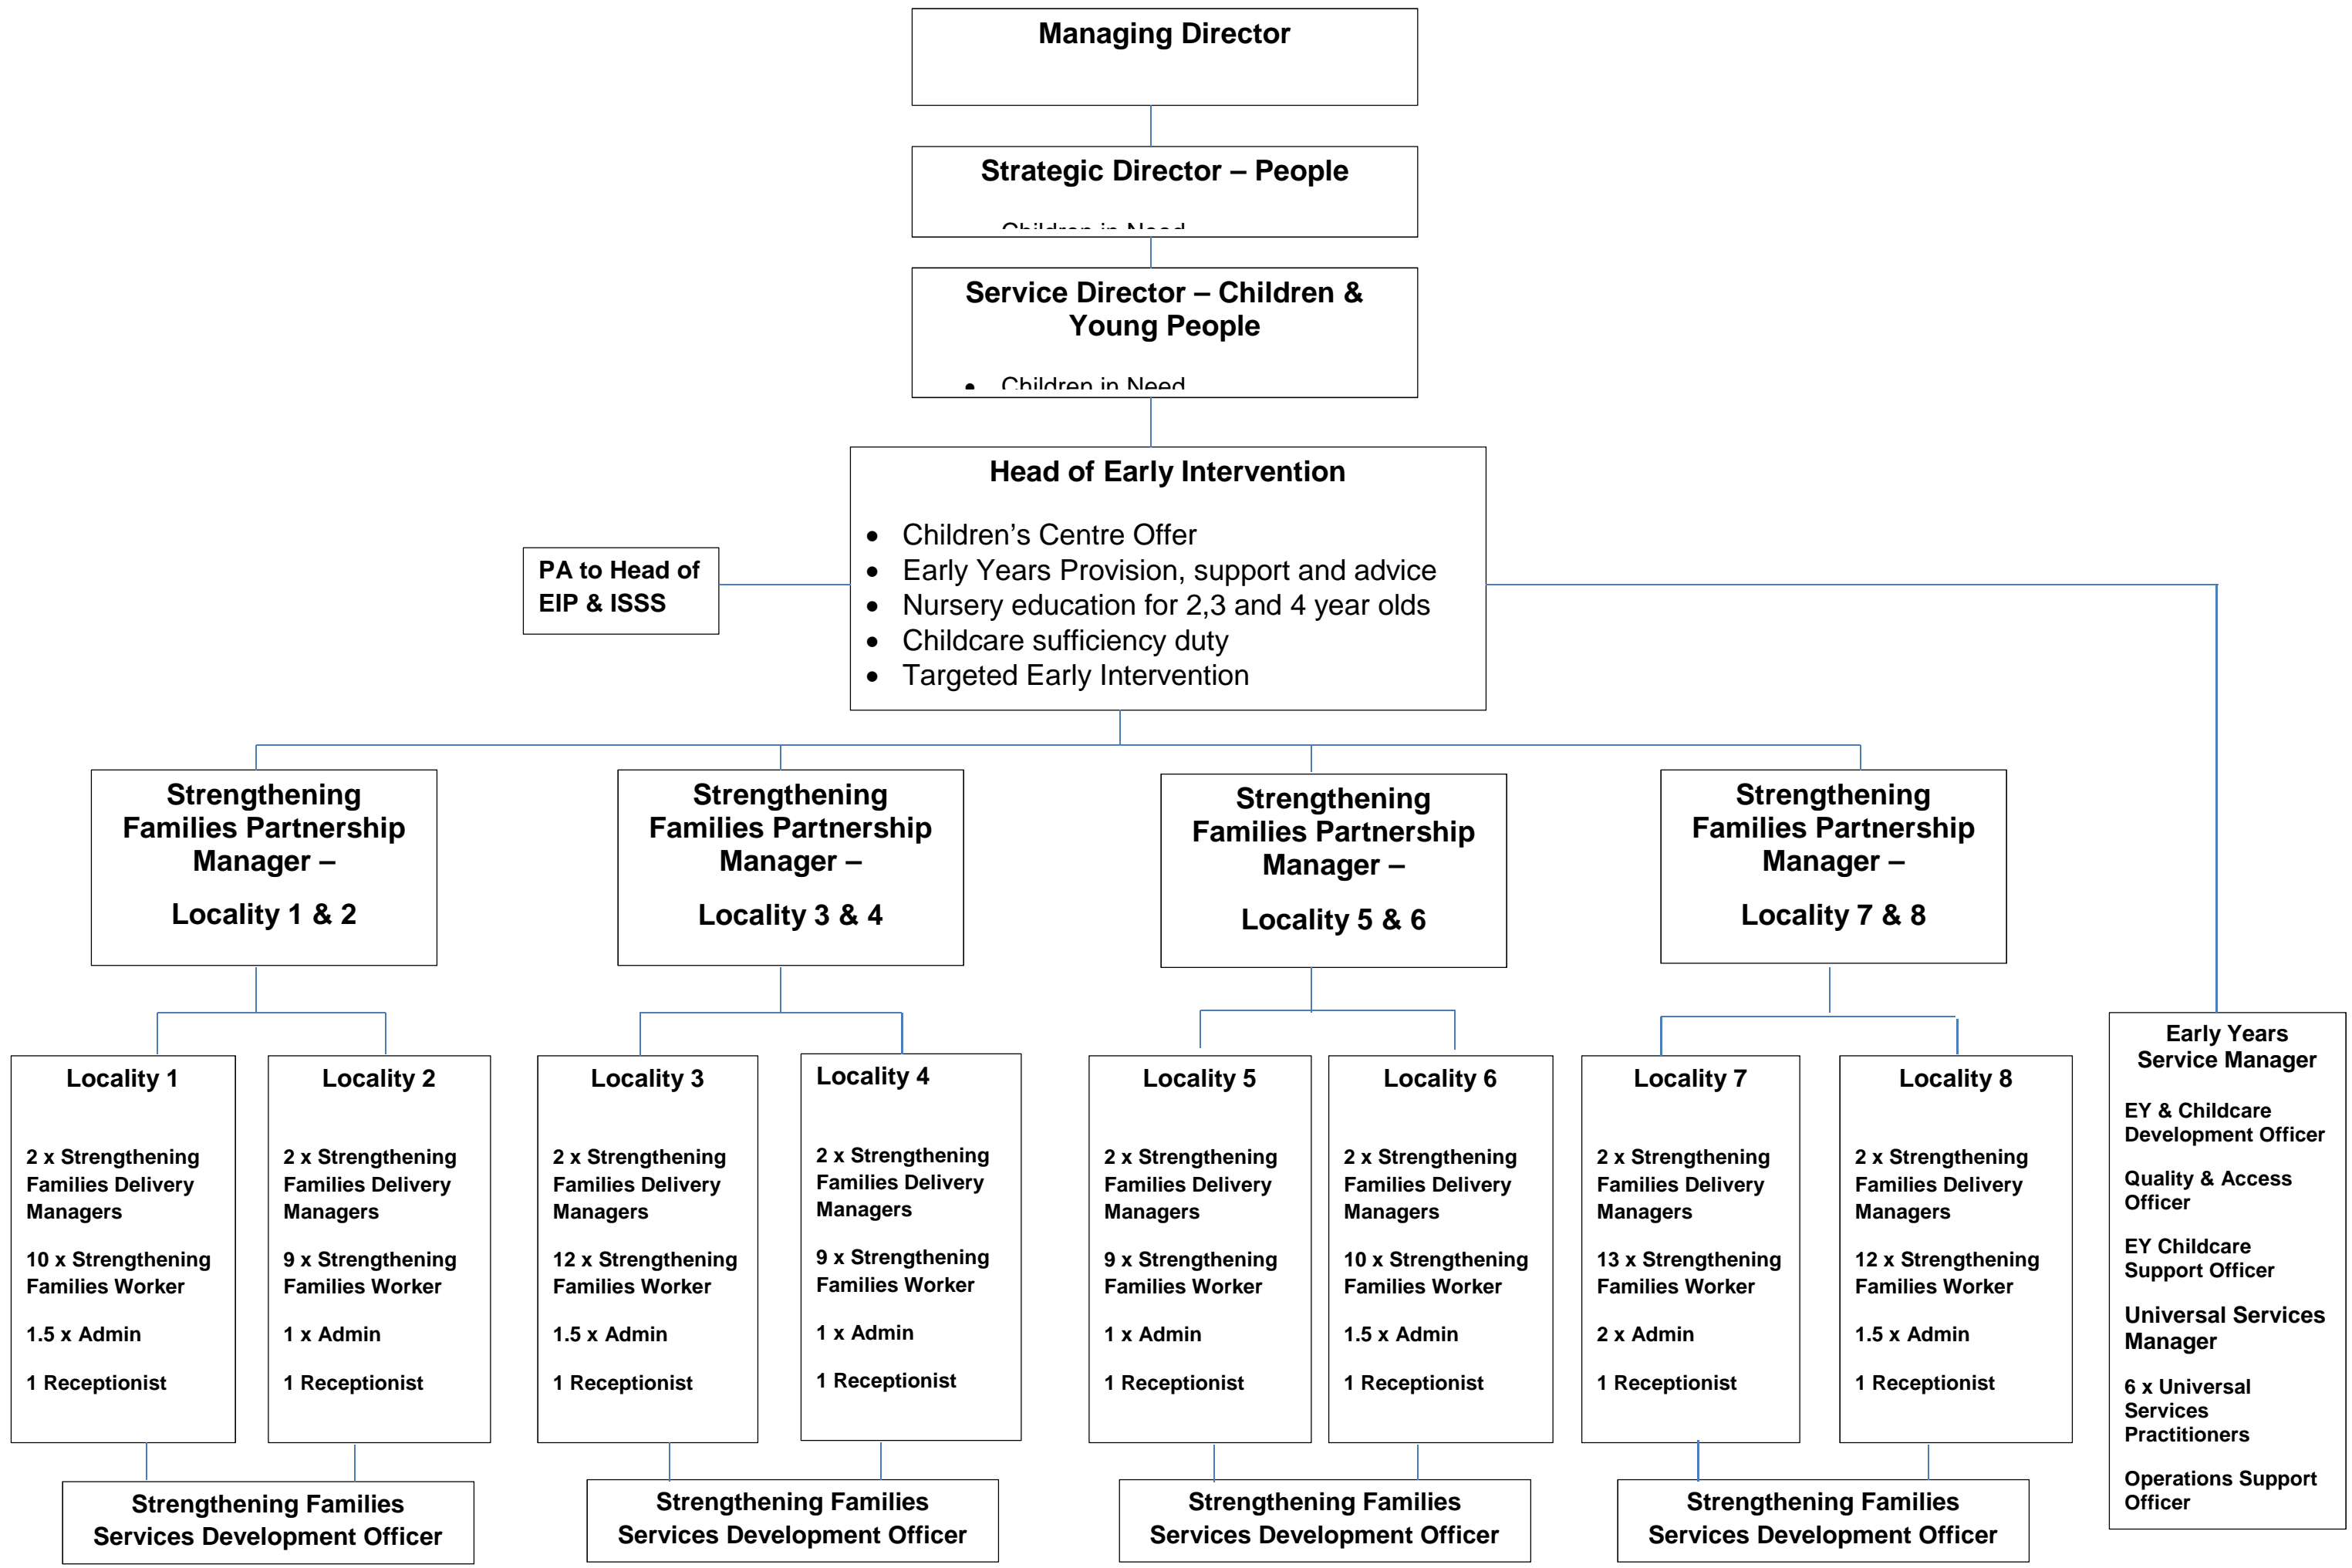 Managing Director
Strategic Director – People
Children in Need
Service Director – Children &
Young People
• Children in Need
Head of Early Intervention
• Children’s Centre Offer
• Early Years Provision, support and advice
• Nursery education for 2,3 and 4 year olds
• Childcare sufficiency duty
• Targeted Early Intervention
PA to Head of
EIP & ISSS
Strengthening
Families Partnership
Manager –
Locality 1 & 2
Strengthening
Families Partnership
Manager –
Locality 3 & 4
Strengthening
Families Partnership
Manager –
Locality 5 & 6
Strengthening
Families Partnership
Manager –
Locality 7 & 8
Locality 1
2 x Strengthening
Families Delivery
Managers
10 x Strengthening
Families Worker
1.5 x Admin
1 Receptionist
Locality 2
2 x Strengthening
Families Delivery
Managers
9 x Strengthening
Families Worker
1 x Admin
1 Receptionist
Locality 3
2 x Strengthening
Families Delivery
Managers
12 x Strengthening
Families Worker
1.5 x Admin
1 Receptionist
Locality 4
2 x Strengthening
Families Delivery
Managers
9 x Strengthening
Families Worker
1 x Admin
1 Receptionist
Locality 5
2 x Strengthening
Families Delivery
Managers
9 x Strengthening
Families Worker
1 x Admin
1 Receptionist
Locality 6
2 x Strengthening
Families Delivery
Managers
10 x Strengthening
Families Worker
1.5 x Admin
1 Receptionist
Locality 7
2 x Strengthening
Families Delivery
Managers
13 x Strengthening
Families Worker
2 x Admin
1 Receptionist
Locality 8
2 x Strengthening
Families Delivery
Managers
12 x Strengthening
Families Worker
1.5 x Admin
1 Receptionist
Early Years
Service Manager
EY & Childcare
Development Officer
Quality & Access
Officer
EY Childcare
Support Officer
Universal Services
Manager
6 x Universal
Services
Practitioners
Operations Support
Officer
Strengthening Families
Services Development Officer
Strengthening Families
Services Development Officer
Strengthening Families
Services Development Officer
Strengthening Families
Services Development Officer